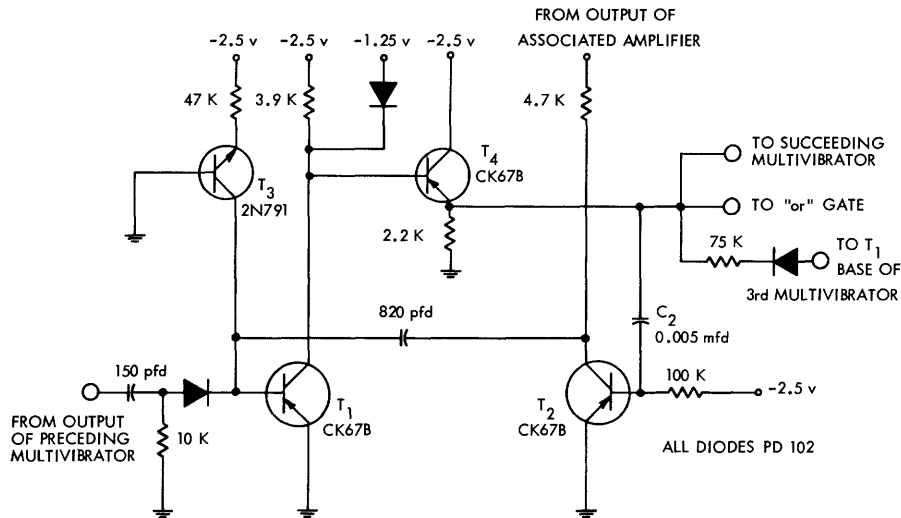 FROM OUTPUT OF
ASSOCIATED AMPLIFIER
-2.5 v
-2.5 v
-1.25 v
-2.5 v
47 K
3.9 K
4.7 K
T3
2N791
T4
CK67B
2.2 K
TO SUCCEEDING
MULTIVIBRATOR
TO "or" GATE
75 K
TO T1
BASE OF
3rd MULTIVIBRATOR
820 pfd
C2
0.005 mfd
150 pfd
FROM OUTPUT
OF PRECEDING
MULTIVIBRATOR
10 K
T1
CK67B
T2
CK67B
100 K
-2.5 v
ALL DIODES PD 102